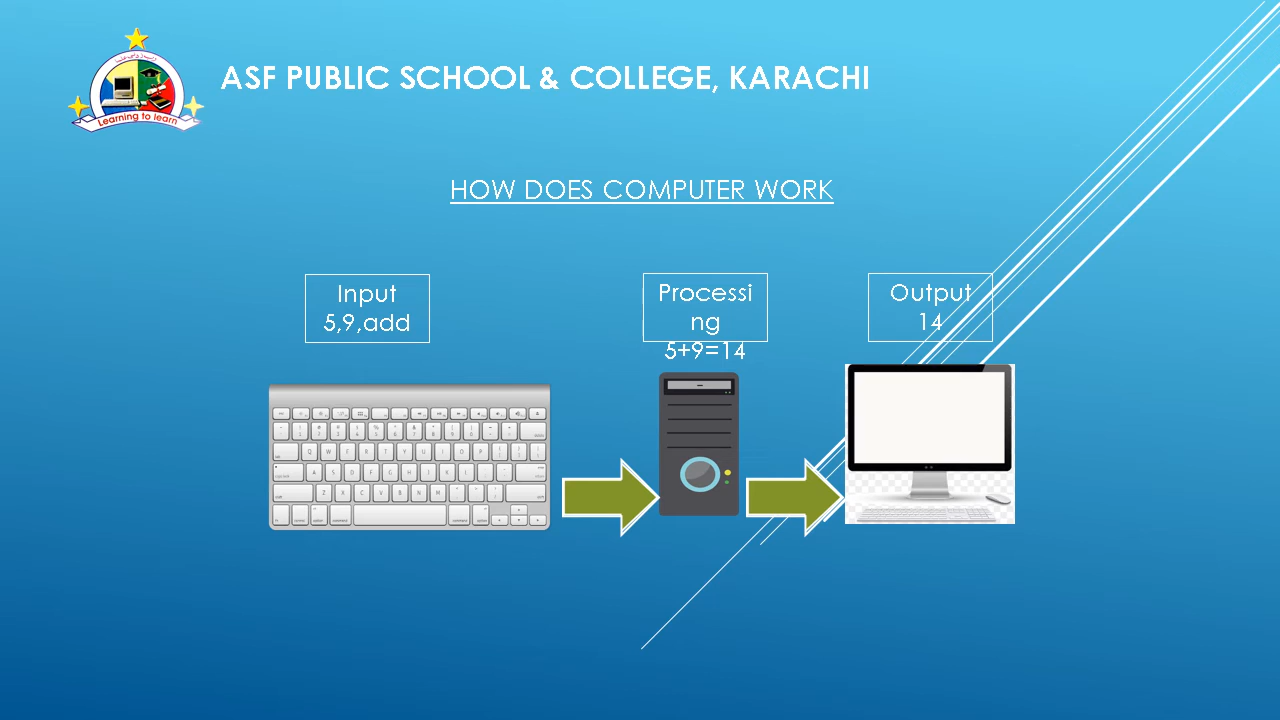 ASF PUBLIC SCHOOL & COLLEGE, KARACHI
Learning to learn
HOW DOES COMPUTER WORK
Input
5,9,add
Processi
ng
5+9=14
Output
14